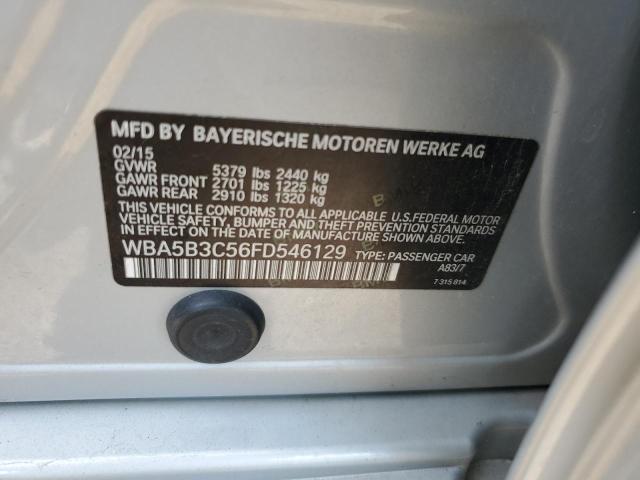 MFD BY BAYERISCHE MOTOREN WERKE AG
02/15
GVWR 5379 lbs 2440 kg
GAWR FRONT 2701 lbs 1225 kg
GAWR REAR 2910 lbs 1320 kg
THIS VEHICLE CONFORMS TO ALL APPLICABLE U.S.FEDERAL MOTOR
VEHICLE SAFETY, BUMPER AND THEFT PREVENTION STANDARDS
IN EFFECT ON THE DATE OF MANUFACTURE SHOWN ABOVE.
WBA5B3C56FD546129 TYPE: PASSENGER CAR
A83/7
7 315 814